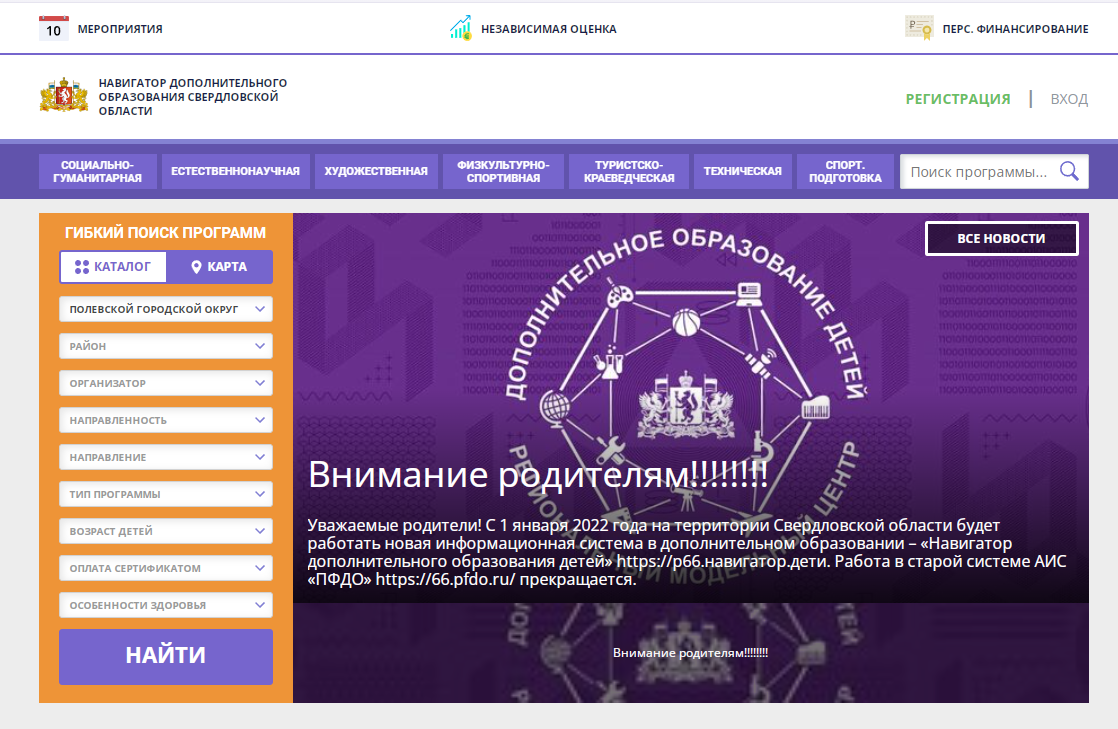 10 МЕРОПРИЯТИЯ
НЕЗАВИСИМАЯ ОЦЕНКА
ПЕРС. ФИНАНСИРОВАНИЕ
НАВИГАТОР ДОПОЛНИТЕЛЬНОГО
ОБРАЗОВАНИЯ СВЕРДЛОВСКОЙ
ОБЛАСТИ
РЕГИСТРАЦИЯ | ВХОД
СОЦИАЛЬНО-
ГУМАНИТАРНАЯ
ЕСТЕСТВЕННОНАУЧНАЯ
ХУДОЖЕСТВЕННАЯ
ФИЗКУЛЬТУРНО-
СПОРТИВНАЯ
ТУРИСТСКО-
КРАЕВЕДЧЕСКАЯ
ТЕХНИЧЕСКАЯ
СПОРТ.
ПОДГОТОВКА
Поиск программы...
ГИБКИЙ ПОИСК ПРОГРАММ
КАТАЛОГ
КАРТА
ПОЛЕВСКОЙ ГОРОДСКОЙ ОКРУГ
РАЙОН
ОРГАНИЗАТОР
НАПРАВЛЕННОСТЬ
НАПРАВЛЕНИЕ
ТИП ПРОГРАММЫ
ВОЗРАСТ ДЕТЕЙ
ОПЛАТА СЕРТИФИКАТОМ
ОСОБЕННОСТИ ЗДОРОВЬЯ
НАЙТИ
ВСЕ НОВОСТИ
ДОПОЛНИТЕЛЬНОЕ ОБРАЗОВАНИЕ ДЕТЕЙ
РЕГИОНАЛЬНЫЙ МОДЕЛЬНЫЙ ЦЕНТР
Внимание родителям!!!!!!!!
Уважаемые родители! С 1 января 2022 года на территории Свердловской области будет
работать новая информационная система в дополнительном образовании – «Навигатор
дополнительного образования детей» https://р66.навигатор.дети. Работа в старой системе АИС
«ПФДО» https://66.pfdo.ru/ прекращается.
Внимание родителям!!!!!!!!